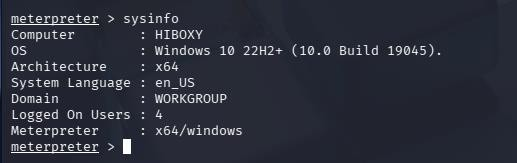 meterpreter > sysinfo
Computer        : HIBOXY
OS              : Windows 10 22H2+ (10.0 Build 19045).
Architecture    : x64
System Language : en_US
Domain          : WORKGROUP
Logged On Users : 4
Meterpreter     : x64/windows
meterpreter >